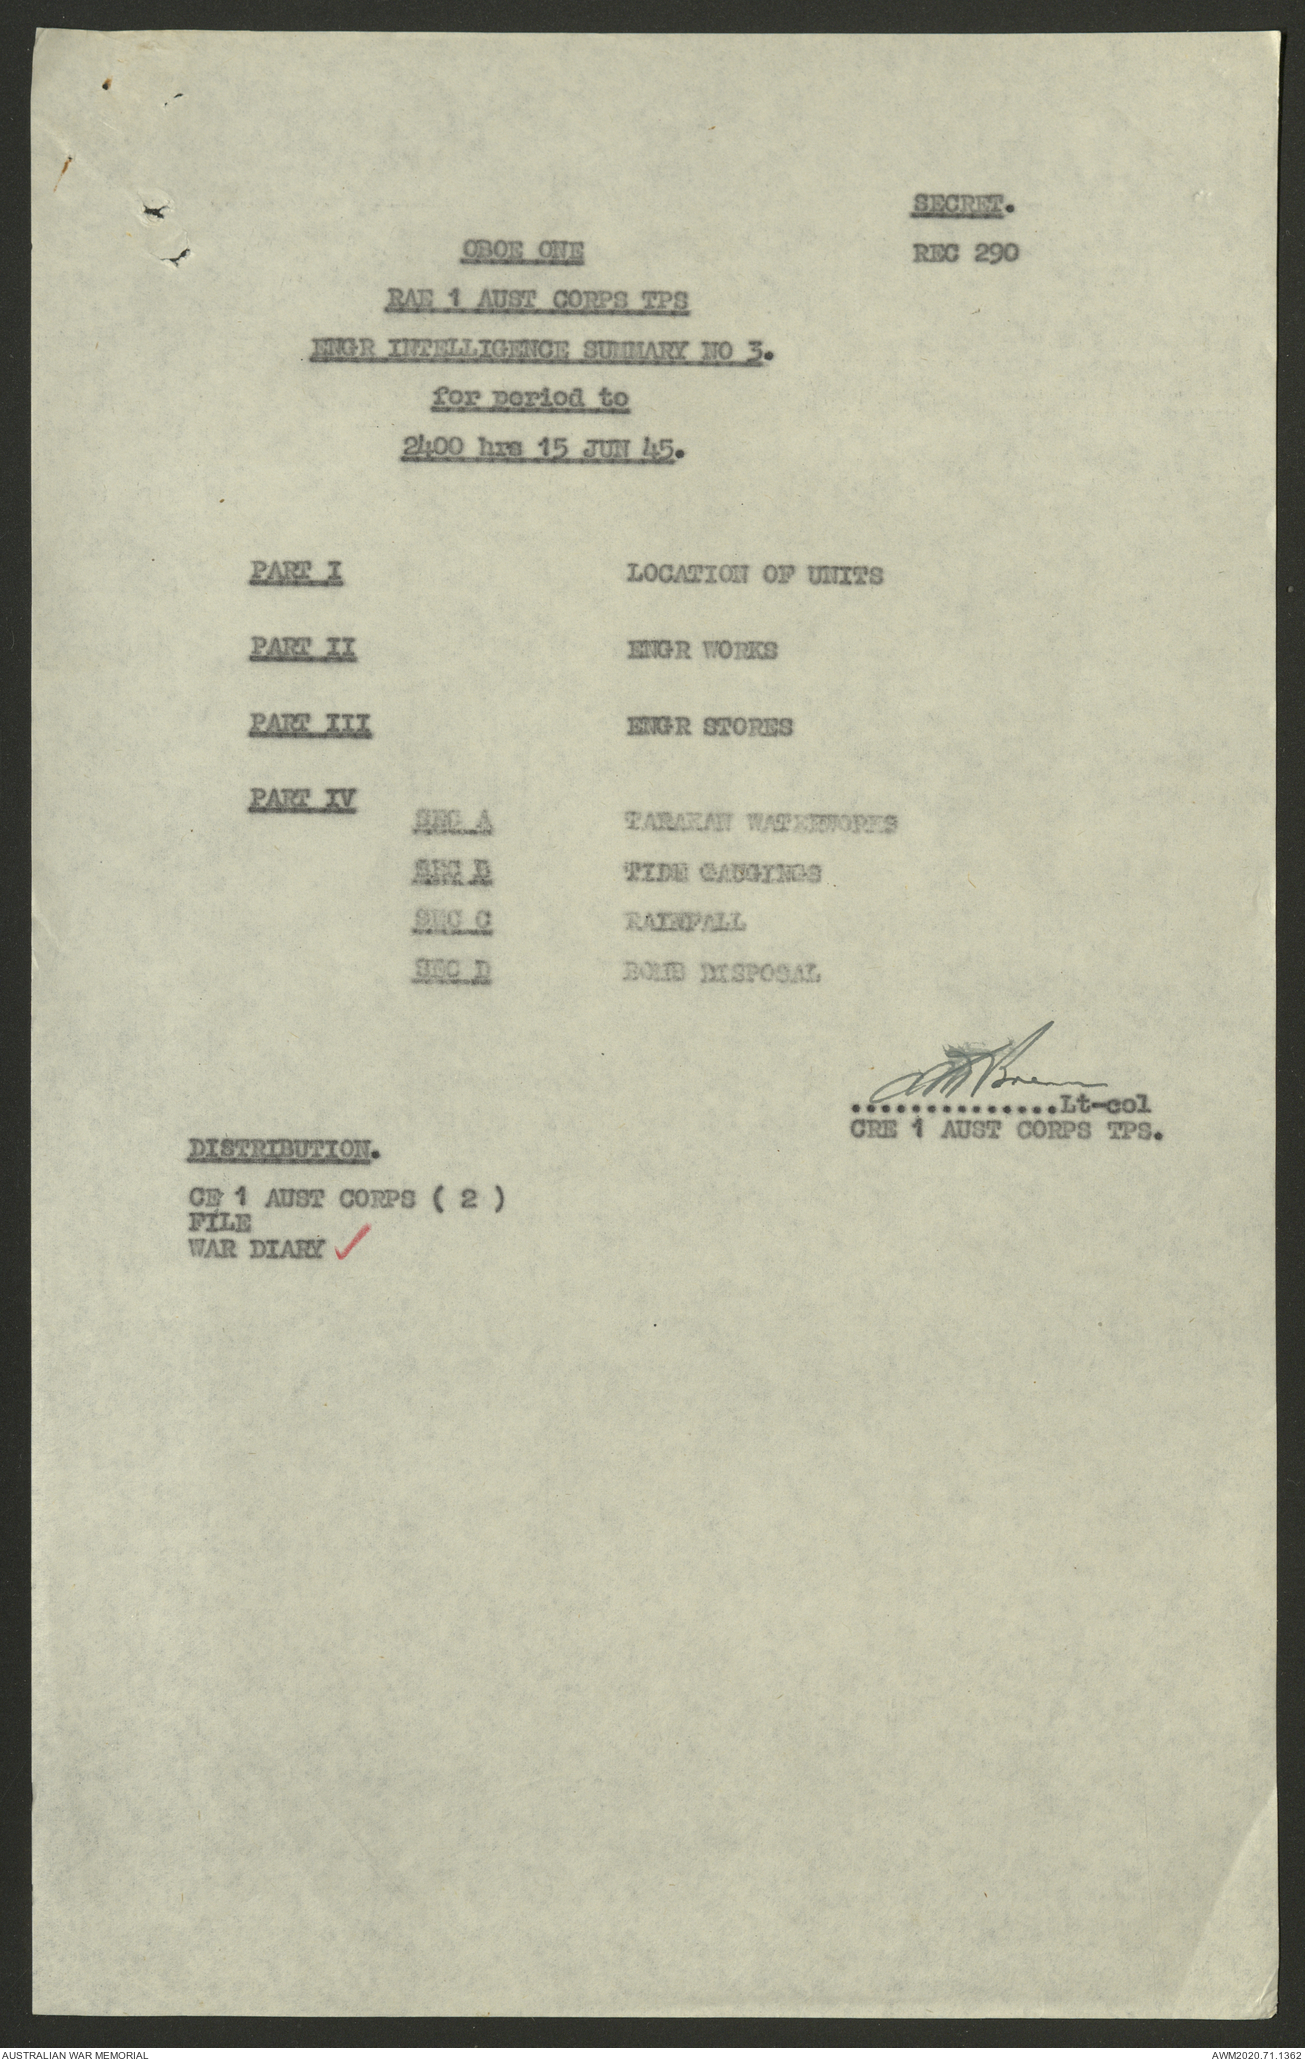 SECRET.
OBOE ONE REC 290
RAE 1 AUST CORPS TPS
ENGR INTELLIGENCE SUMMARY NO 3.
for period to
2400 hrs 15 JUN 45.
PART I LOCATION OF UNITS
PART II ENGR WORKS
PART III ENGR STORES
PART IV
SEC A TARAKAN WATERWORKS
SEC B TIDE GAUGINGS
SEC C RAINFALL
SEC D BOMB DISPOSAL
...............Lt-col
CRE 1 AUST CORPS TPS.
DISTRIBUTION.
CE 1 AUST CORPS ( 2 )
FILE
WAR DIARY
AUSTRALIAN WAR MEMORIAL AWM2020.71.1362